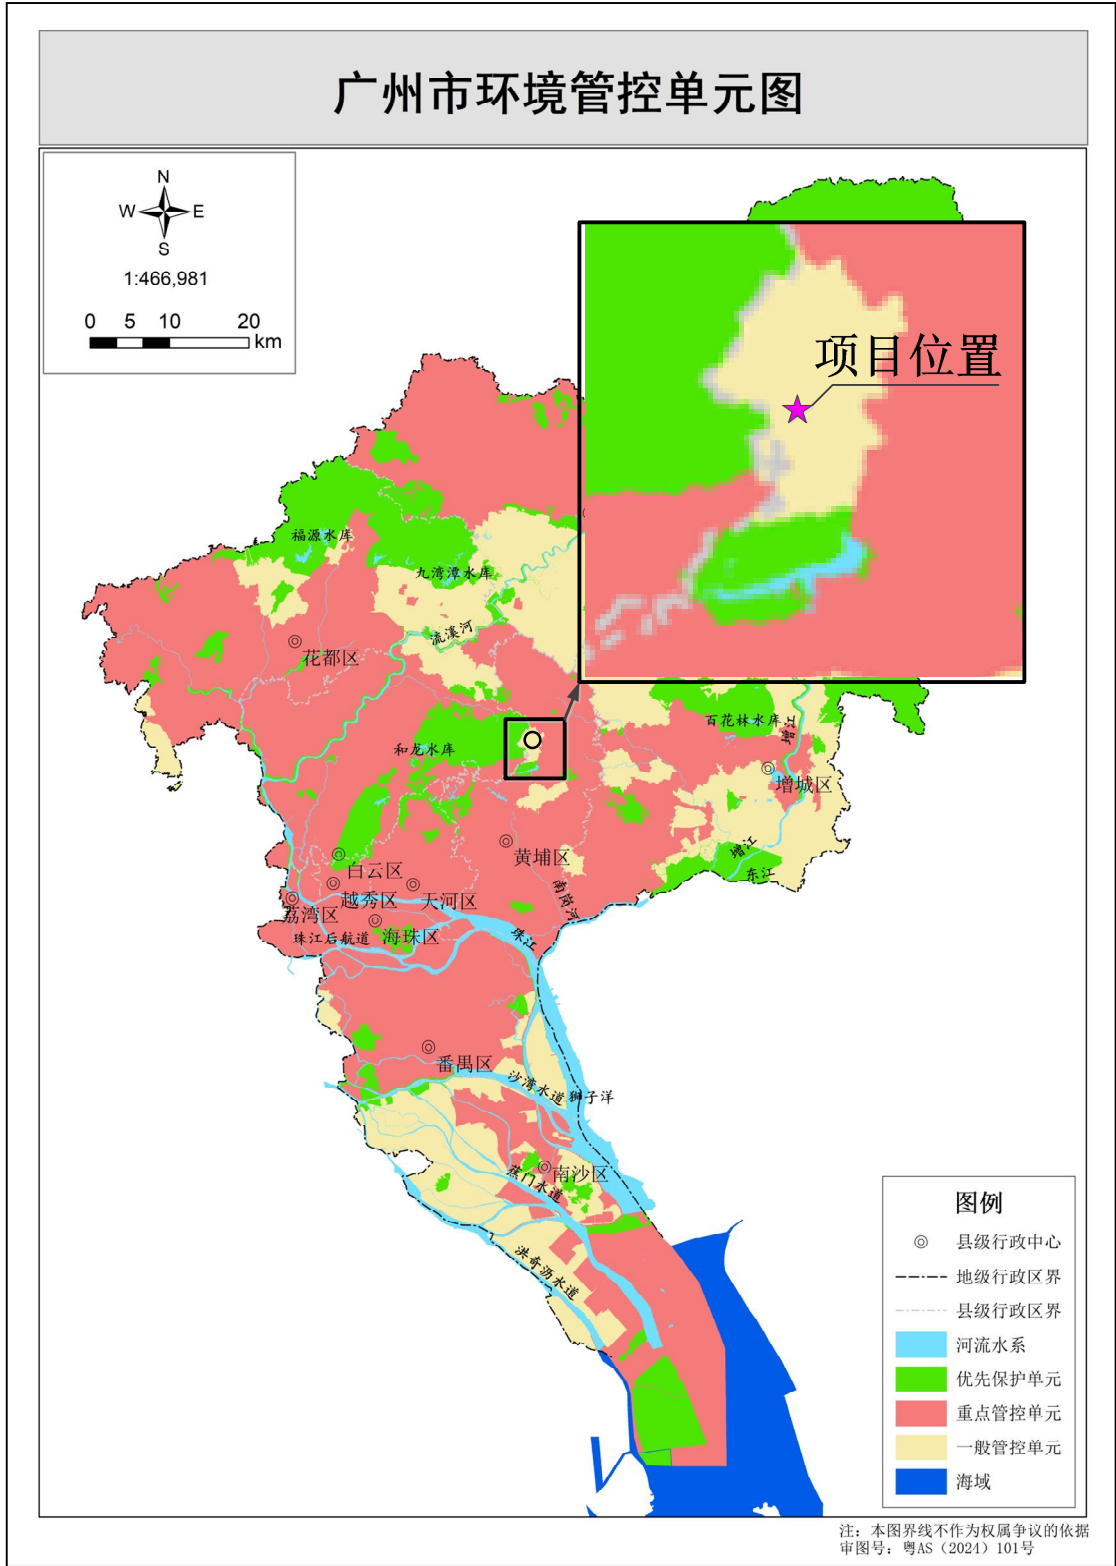 广州市环境管控单元图
N
W E
S
1:466,981
0 5 10 20
km
项目位置
福源水库
九湾潭水库
流溪河
花都区
百花林水库
增江
和龙水库
增城区
黄埔区
增江
白云区
东江
越秀区
天河区
南岗河
荔湾区
珠江后航道
海珠区
珠江
番禺区
沙湾水道
狮子洋
南沙区
蕉门水道
洪奇沥水道
图例
县级行政中心
地级行政区界
县级行政区界
河流水系
优先保护单元
重点管控单元
一般管控单元
海域
注：本图界线不作为权属争议的依据
审图号：粤AS（2024）101号